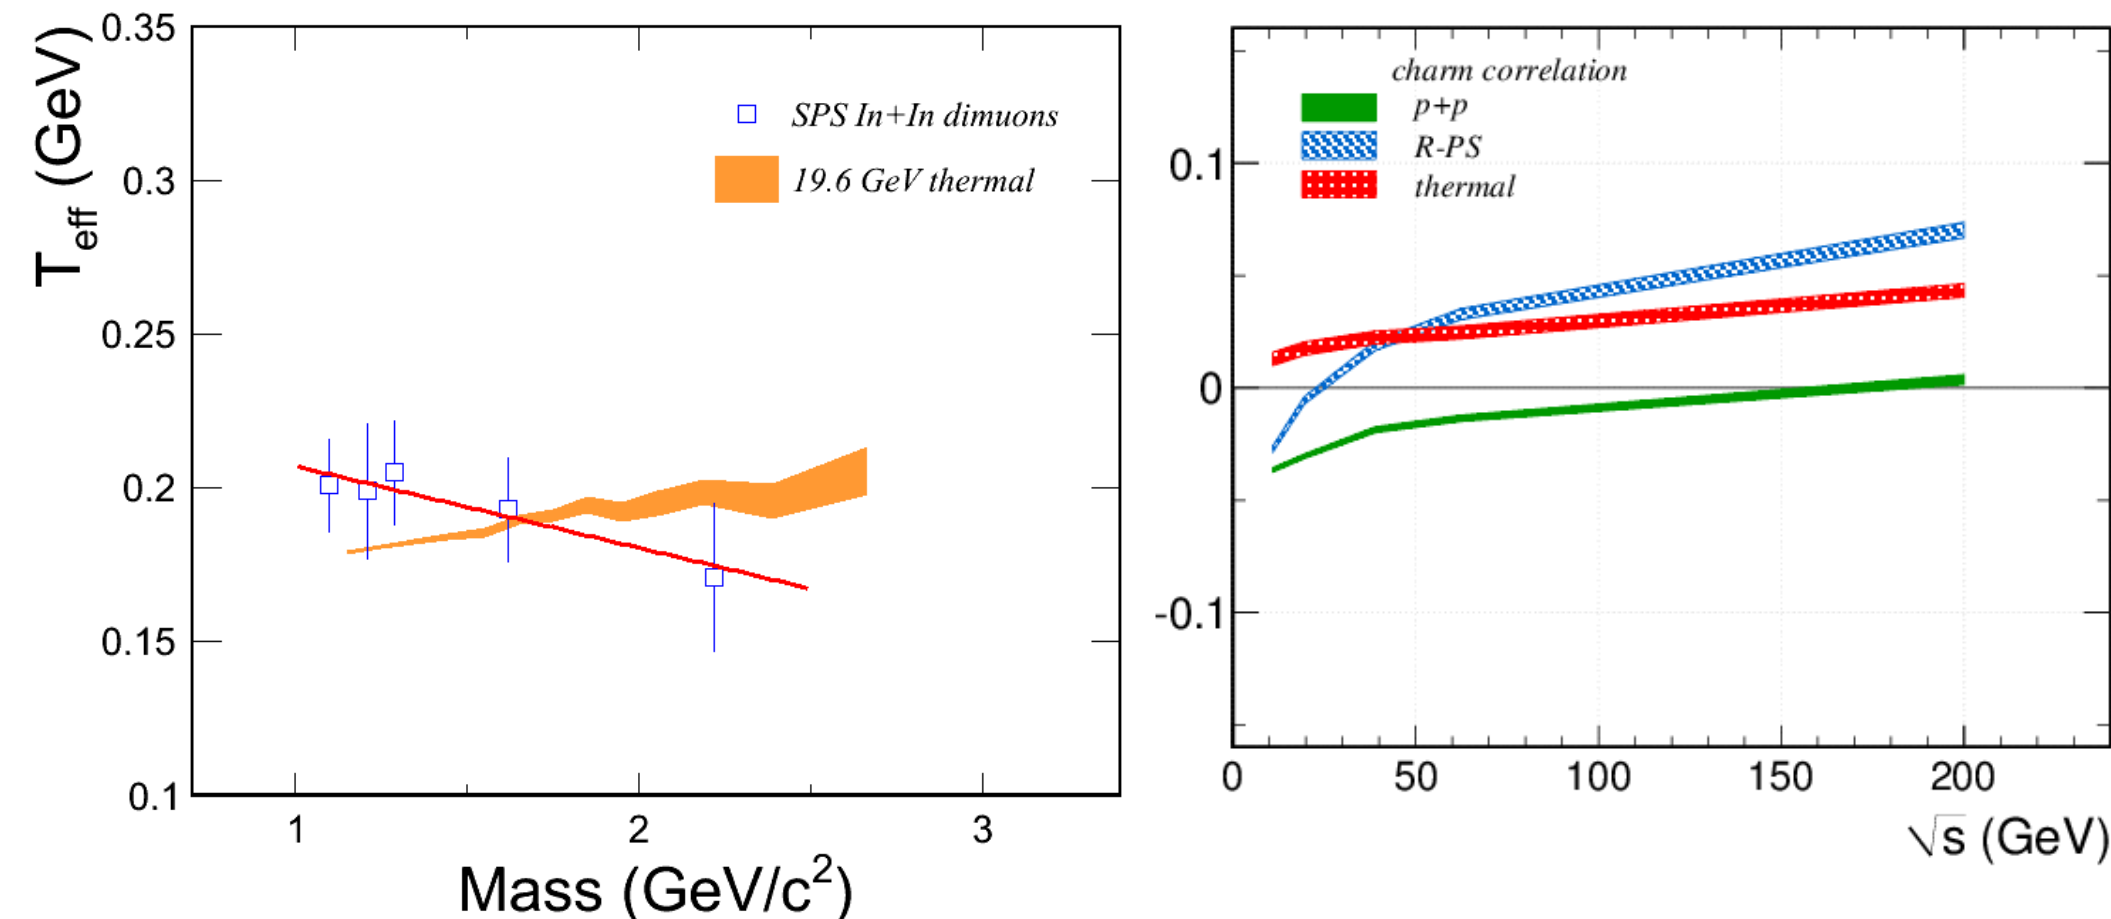 T_eff (GeV)
0.35
0.3
0.25
0.2
0.15
0.1
SPS In+In dimuons
19.6 GeV thermal
1 2 3
Mass (GeV/c²)
charm correlation
p+p
R-PS
thermal
0.1
0
-0.1
0 50 100 150 200
√s (GeV)